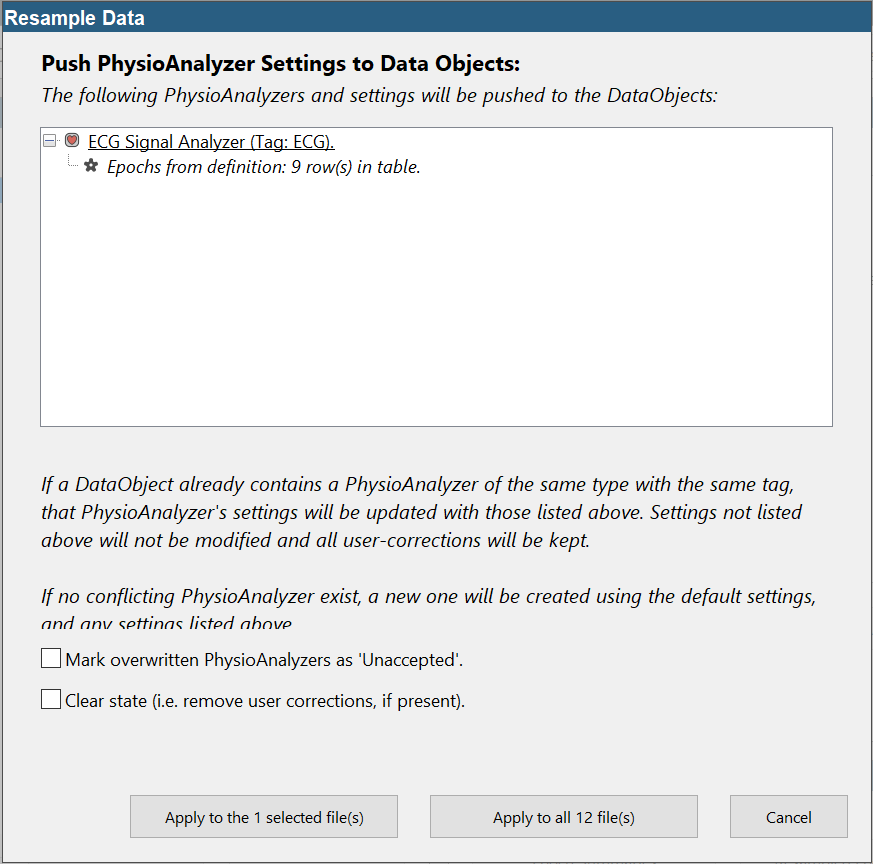 Resample Data
Push PhysioAnalyzer Settings to Data Objects:
The following PhysioAnalyzers and settings will be pushed to the DataObjects:
ECG Signal Analyzer (Tag: ECG).
Epochs from definition: 9 row(s) in table.
If a DataObject already contains a PhysioAnalyzer of the same type with the same tag,
that PhysioAnalyzer's settings will be updated with those listed above. Settings not listed
above will not be modified and all user-corrections will be kept.
If no conflicting PhysioAnalyzer exist, a new one will be created using the default settings,
and any settings listed above
Mark overwritten PhysioAnalyzers as 'Unaccepted'.
Clear state (i.e. remove user corrections, if present).
Apply to the 1 selected file(s)
Apply to all 12 file(s)
Cancel